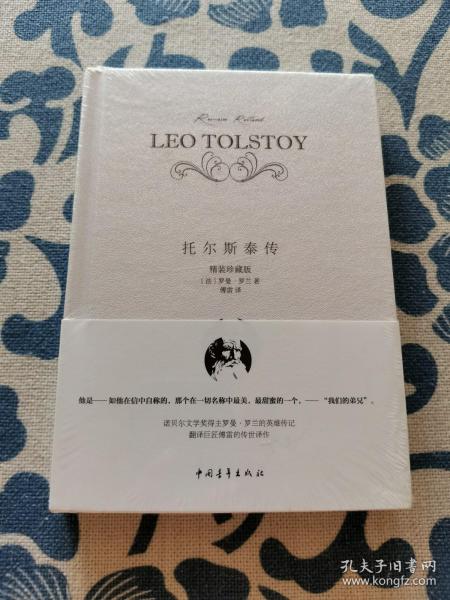 Romain Rolland
LEO TOLSTOY
托尔斯泰传
精装珍藏版
〔法〕罗曼·罗兰 著
傅雷 译
他是——如他在信中自称的，那个在一切名称中最美，最甜蜜的一个，——“我们的弟兄”。
诺贝尔文学奖得主罗曼·罗兰的英雄传记
翻译巨匠傅雷的传世译作
中国青年出版社
孔夫子旧书网
www.kongfz.com